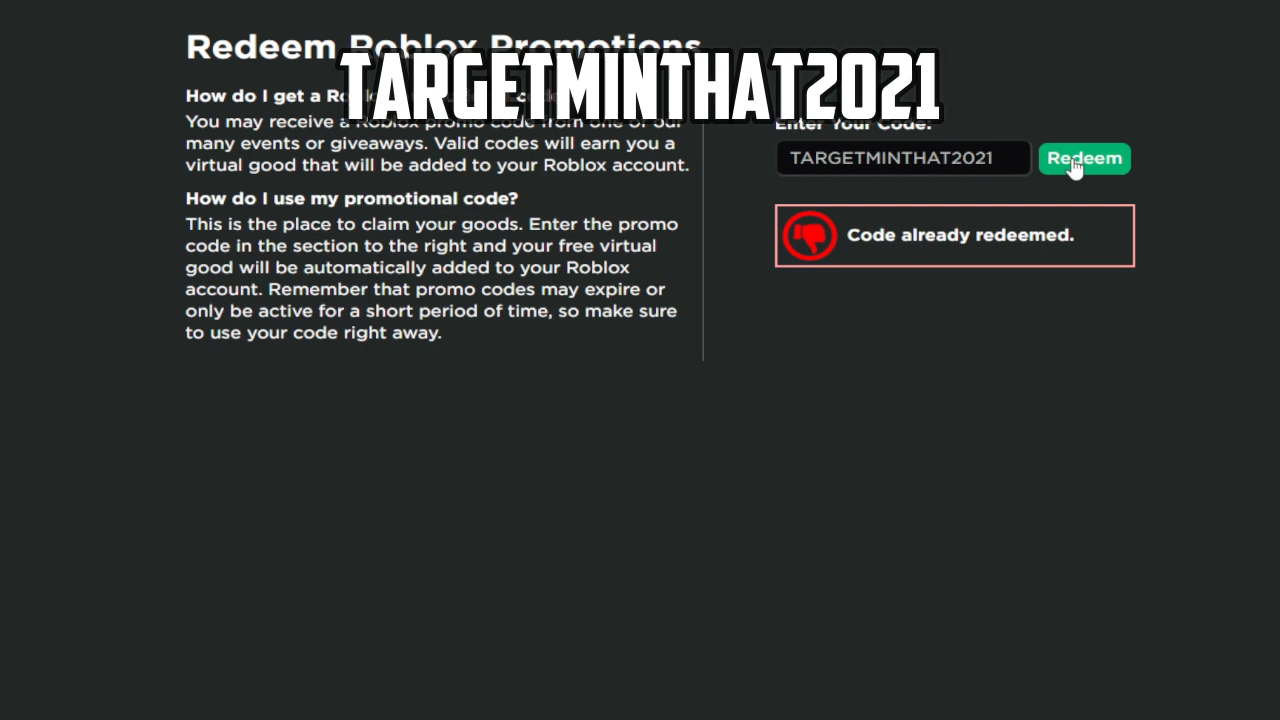 Redeem Roblox Promotions
TARGETMINTHAT2021
How do I get a
You may receive a Roblox promo code from one of our
many events or giveaways. Valid codes will earn you a
virtual good that will be added to your Roblox account.
How do I use my promotional code?
This is the place to claim your goods. Enter the promo
code in the section to the right and your free virtual
good will be automatically added to your Roblox
account. Remember that promo codes may expire or
only be active for a short period of time, so make sure
to use your code right away.
Enter Your Code:
TARGETMINTHAT2021
Redeem
Code already redeemed.